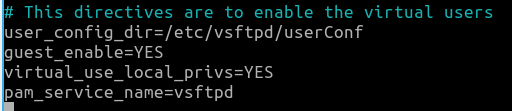 # This directives are to enable the virtual users
user_config_dir=/etc/vsftpd/userConf
guest_enable=YES
virtual_use_local_privs=YES
pam_service_name=vsftpd